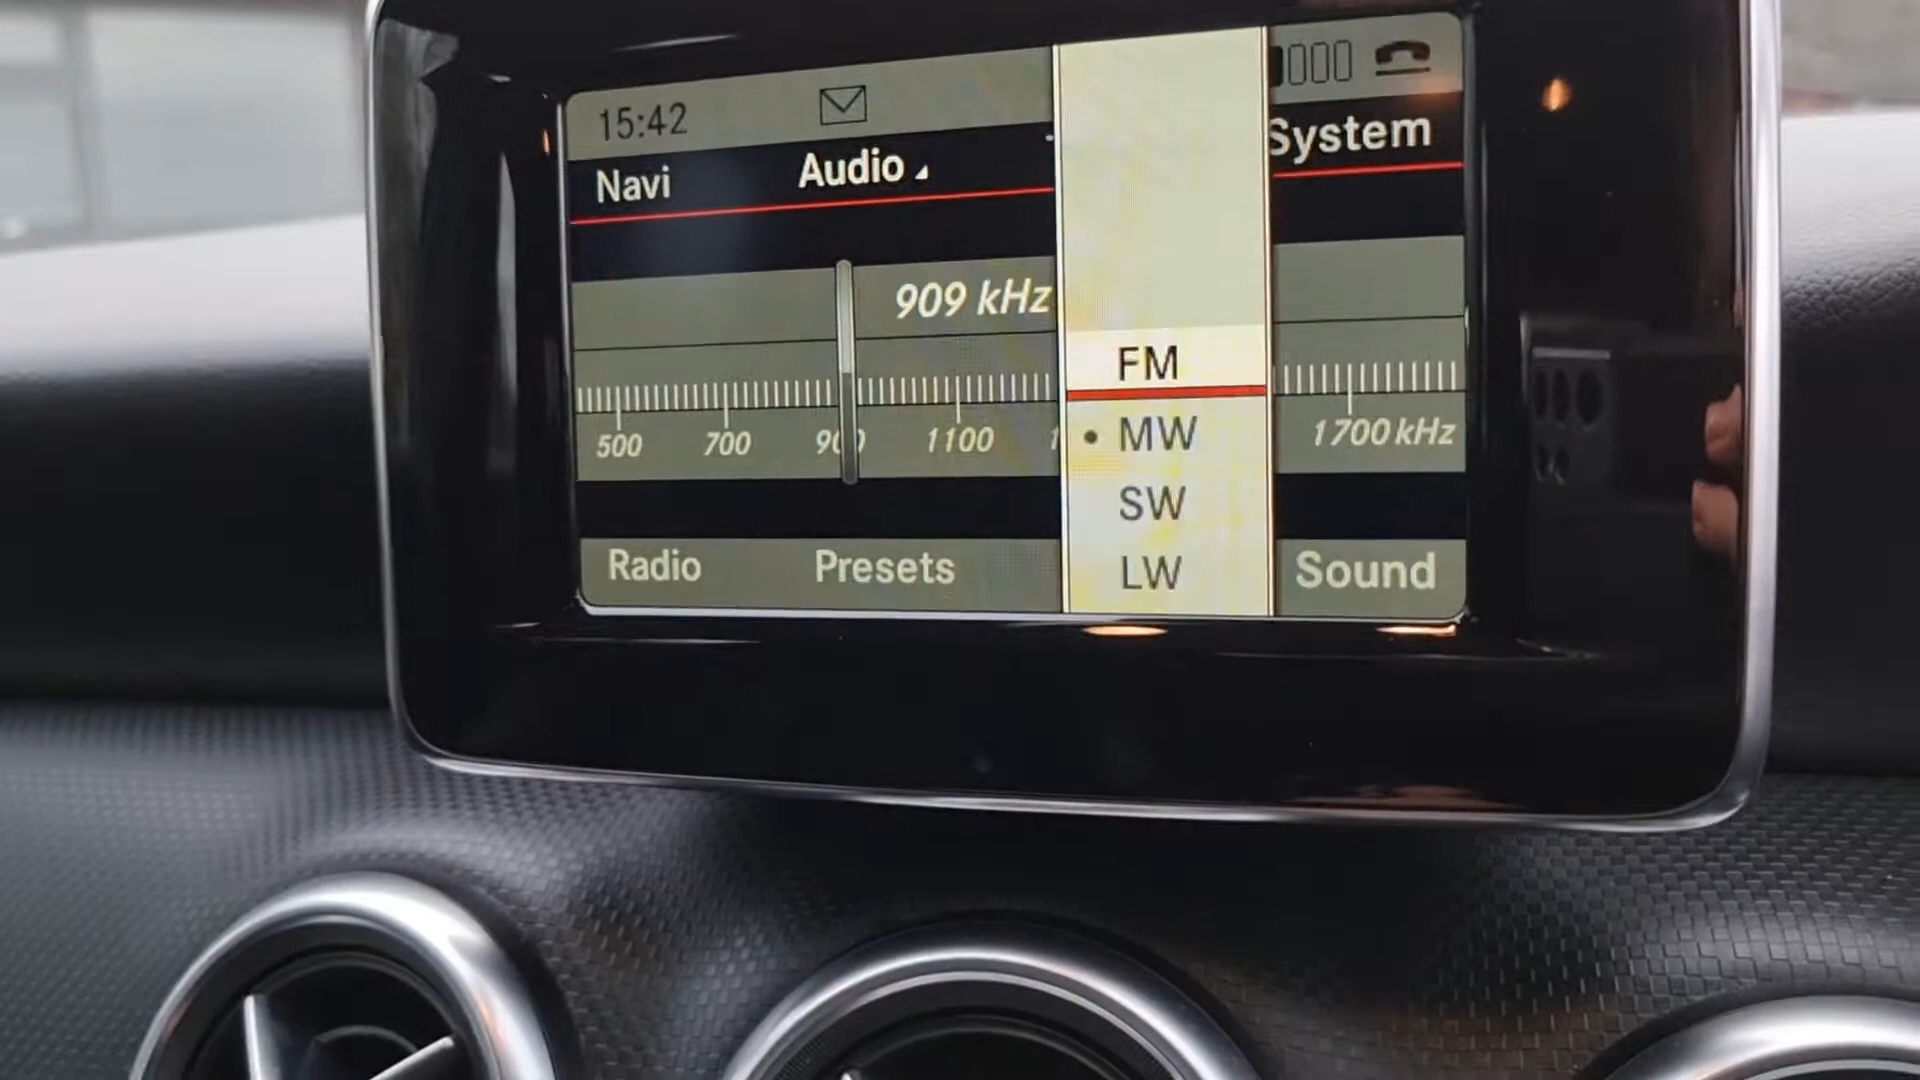 15:42
Navi Audio System
909 kHz
FM
500 700 900 1100 1700 kHz
MW
SW
LW
Radio Presets Sound